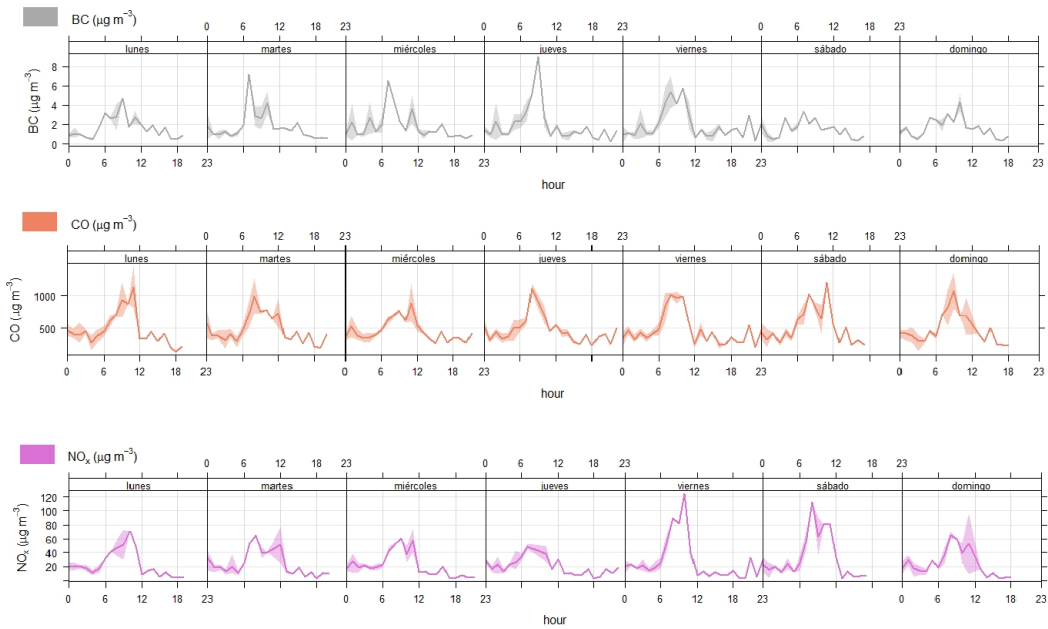 BC (µg m⁻³)
0 6 12 18 23 0 6 12 18 23 0 6 12 18 23
lunes martes miércoles jueves viernes sábado domingo
BC (µg m⁻³)
8
6
4
2
0
0 6 12 18 23 0 6 12 18 23 0 6 12 18 23 0 6 12 18 23
hour
CO (µg m⁻³)
0 6 12 18 23 0 6 12 18 23 0 6 12 18 23
lunes martes miércoles jueves viernes sábado domingo
CO (µg m⁻³)
1000
500
0 6 12 18 23 0 6 12 18 23 0 6 12 18 23 0 6 12 18 23
hour
NOₓ (µg m⁻³)
0 6 12 18 23 0 6 12 18 23 0 6 12 18 23
lunes martes miércoles jueves viernes sábado domingo
NOₓ (µg m⁻³)
120
100
80
60
40
20
0 6 12 18 23 0 6 12 18 23 0 6 12 18 23 0 6 12 18 23
hour